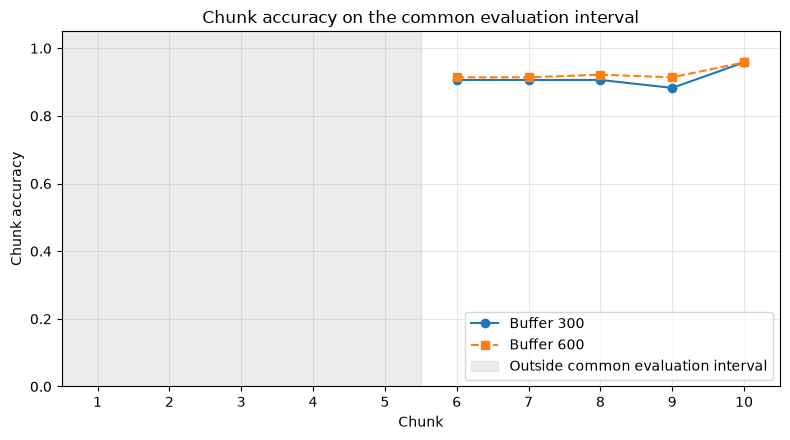 Chunk accuracy on the common evaluation interval
Chunk accuracy
1.0
0.8
0.6
0.4
0.2
0.0
Buffer 300
Buffer 600
Outside common evaluation interval
1 2 3 4 5 6 7 8 9 10
Chunk